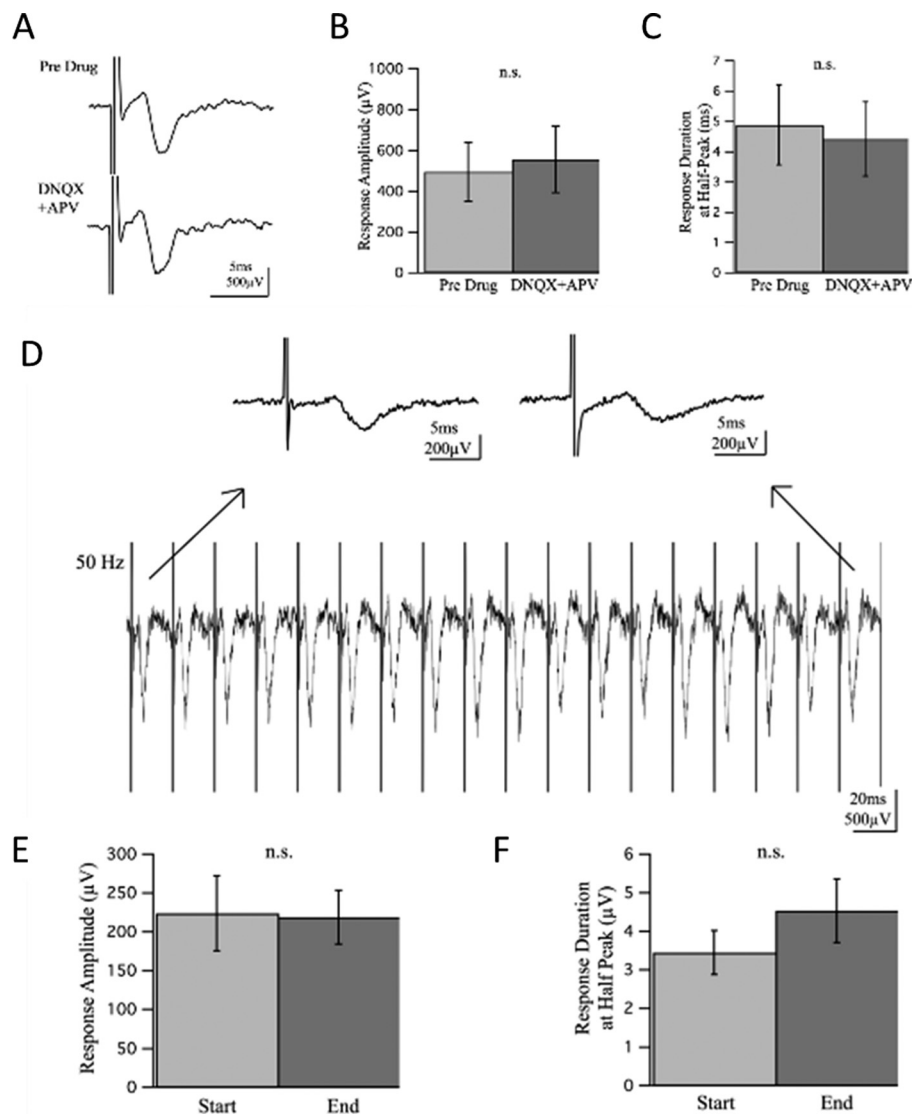 A
Pre Drug
DNQX
+APV
5ms
500µV
B
n.s.
Response Amplitude (µV)
1000
800
600
400
200
0
Pre Drug DNQX+APV
C
n.s.
Response Duration
at Half-Peak (ms)
7
6
5
4
3
2
1
0
Pre Drug DNQX+APV
D
5ms
200µV
5ms
200µV
50 Hz
20ms
500µV
E
n.s.
Response Amplitude (µV)
300
250
200
150
100
50
0
Start End
F
n.s.
Response Duration
at Half Peak (µV)
6
5
4
3
2
1
0
Start End